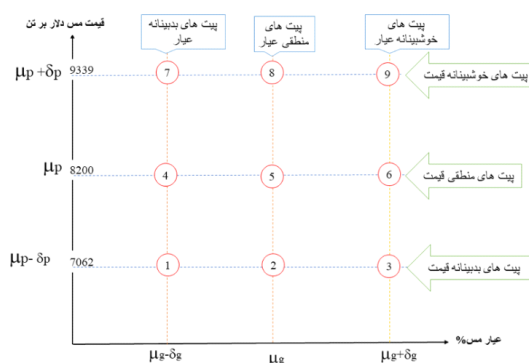 قیمت مس دلار بر تن
پیت های بدبینانه
عیار
پیت های
منطقی عیار
پیت های
خوشبینانه عیار
μp +δp
9339
7
8
9
پیت های خوشبینانه قیمت
μp
8200
4
5
6
پیت های منطقی قیمت
μp- δp
7062
1
2
3
پیت های بدبینانه قیمت
μg-δg
μg
μg+δg
عیار مس%